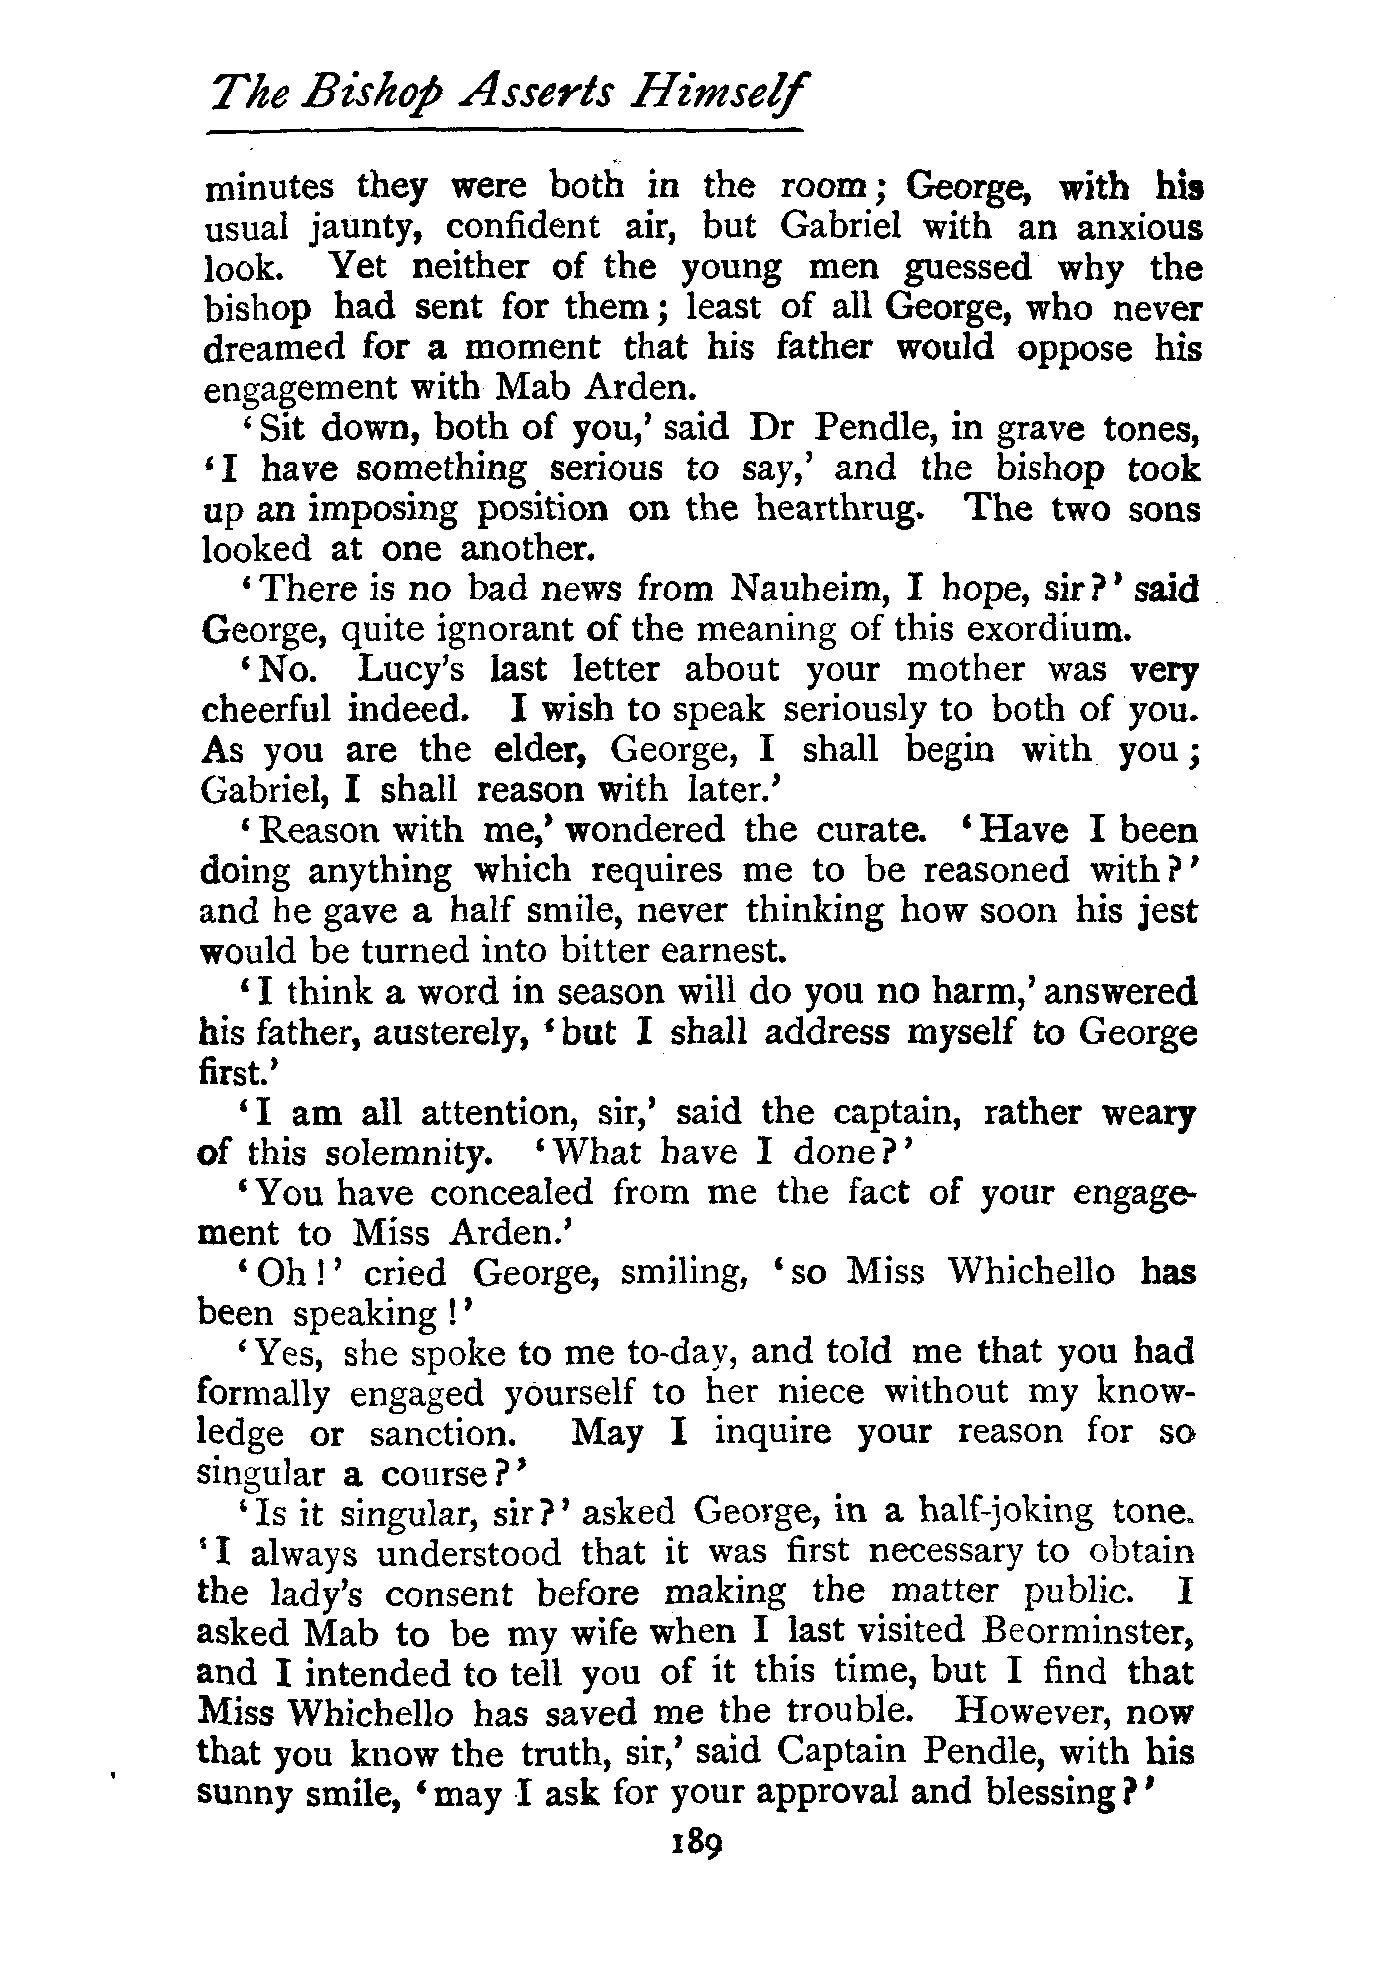 The Bishop Asserts Himself
minutes they were both in the room; George, with his
usual jaunty, confident air, but Gabriel with an anxious
look. Yet neither of the young men guessed why the
bishop had sent for them; least of all George, who never
dreamed for a moment that his father would oppose his
engagement with Mab Arden.
‘Sit down, both of you,’ said Dr Pendle, in grave tones,
‘I have something serious to say,’ and the bishop took
up an imposing position on the hearthrug. The two sons
looked at one another.
‘There is no bad news from Nauheim, I hope, sir?’ said
George, quite ignorant of the meaning of this exordium.
‘No. Lucy’s last letter about your mother was very
cheerful indeed. I wish to speak seriously to both of you.
As you are the elder, George, I shall begin with you;
Gabriel, I shall reason with later.’
‘Reason with me,’ wondered the curate. ‘Have I been
doing anything which requires me to be reasoned with?’
and he gave a half smile, never thinking how soon his jest
would be turned into bitter earnest.
‘I think a word in season will do you no harm,’ answered
his father, austerely, ‘but I shall address myself to George
first.’
‘I am all attention, sir,’ said the captain, rather weary
of this solemnity. ‘What have I done?’
‘You have concealed from me the fact of your engage-
ment to Miss Arden.’
‘Oh!’ cried George, smiling, ‘so Miss Whichello has
been speaking!’
‘Yes, she spoke to me to-day, and told me that you had
formally engaged yourself to her niece without my know-
ledge or sanction. May I inquire your reason for so
singular a course?’
‘Is it singular, sir?’ asked George, in a half-joking tone.
‘I always understood that it was first necessary to obtain
the lady’s consent before making the matter public. I
asked Mab to be my wife when I last visited Beorminster,
and I intended to tell you of it this time, but I find that
Miss Whichello has saved me the trouble. However, now
that you know the truth, sir,’ said Captain Pendle, with his
sunny smile, ‘may I ask for your approval and blessing?’
189